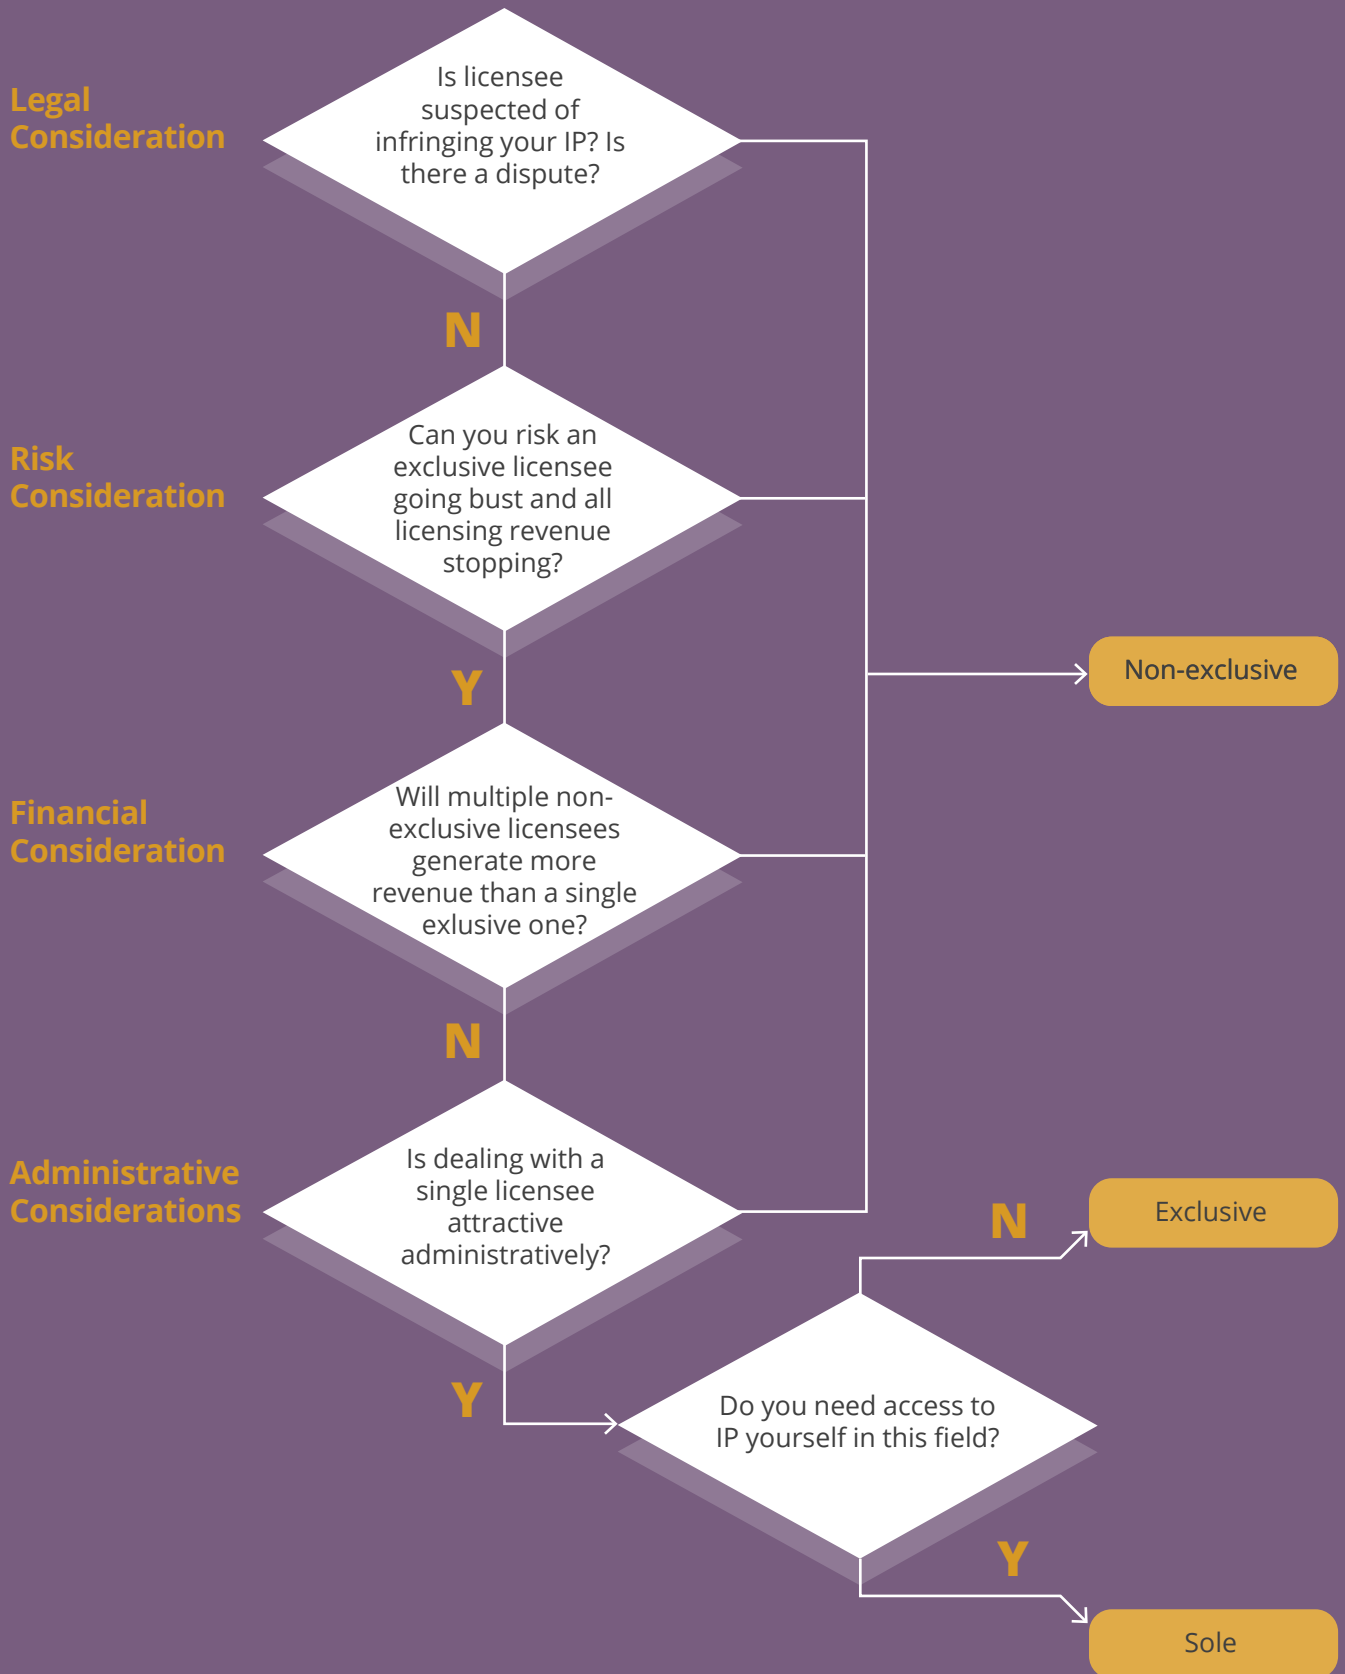 Legal
Consideration
Is licensee
suspected of
infringing your IP? Is
there a dispute?
N
Risk
Consideration
Can you risk an
exclusive licensee
going bust and all
licensing revenue
stopping?
Non-exclusive
Y
Financial
Consideration
Will multiple non-
exclusive licensees
generate more
revenue than a single
exlusive one?
N
Administrative
Considerations
Is dealing with a
single licensee
attractive
administratively?
N
Exclusive
Y
Do you need access to
IP yourself in this field?
Y
Sole